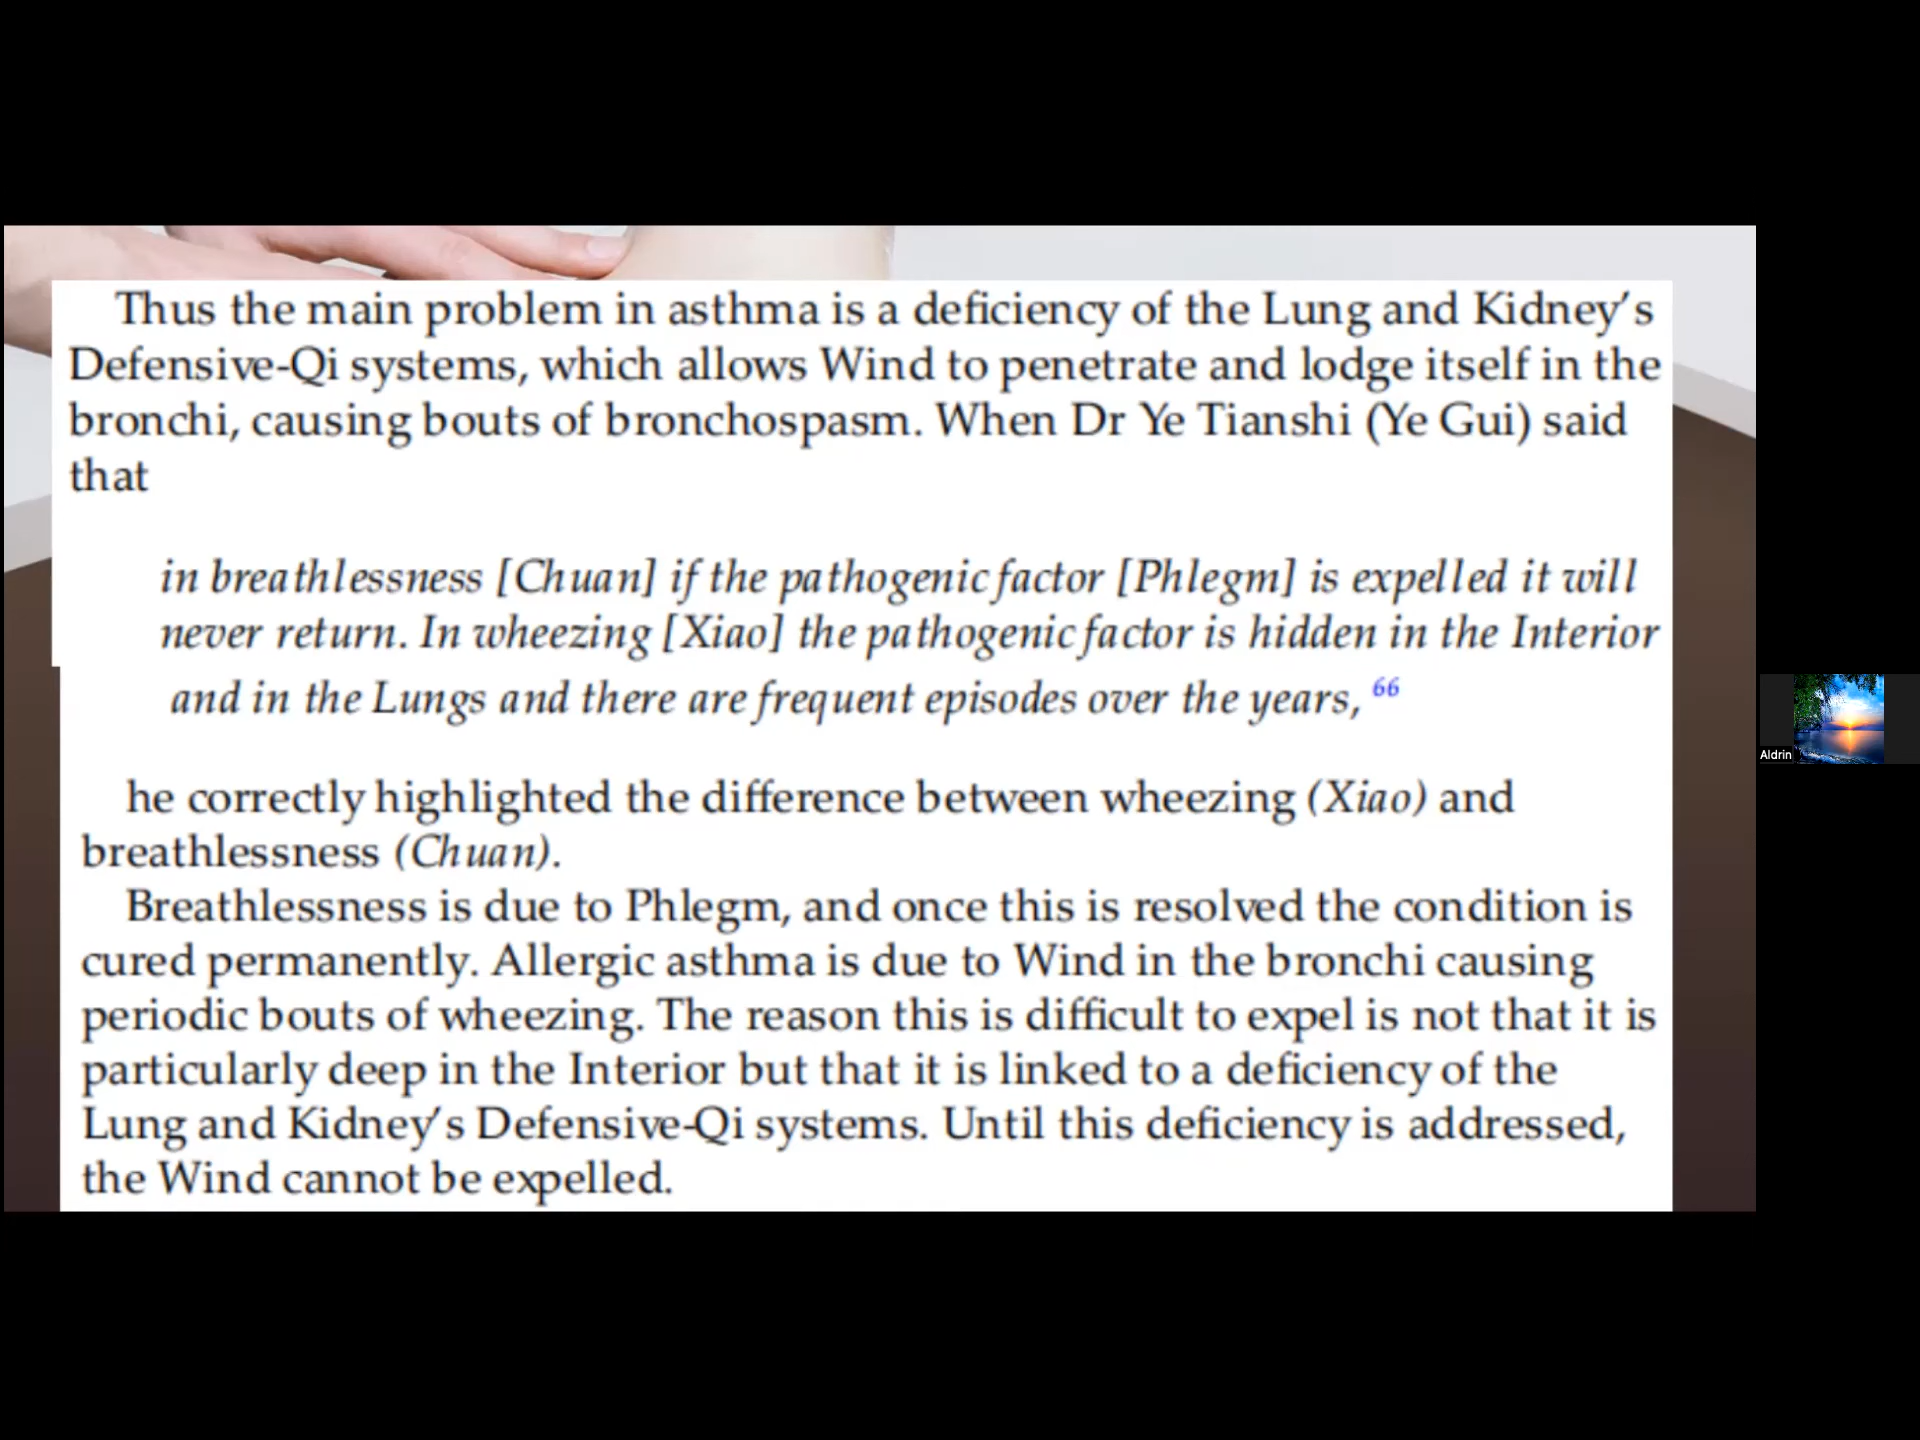 Thus the main problem in asthma is a deficiency of the Lung and Kidney's
Defensive-Qi systems, which allows Wind to penetrate and lodge itself in the
bronchi, causing bouts of bronchospasm. When Dr Ye Tianshi (Ye Gui) said
that
in breathlessness [Chuan] if the pathogenic factor [Phlegm] is expelled it will
never return. In wheezing [Xiao] the pathogenic factor is hidden in the Interior
and in the Lungs and there are frequent episodes over the years, 66
he correctly highlighted the difference between wheezing (Xiao) and
breathlessness (Chuan).
Breathlessness is due to Phlegm, and once this is resolved the condition is
cured permanently. Allergic asthma is due to Wind in the bronchi causing
periodic bouts of wheezing. The reason this is difficult to expel is not that it is
particularly deep in the Interior but that it is linked to a deficiency of the
Lung and Kidney's Defensive-Qi systems. Until this deficiency is addressed,
the Wind cannot be expelled.
Aldrin